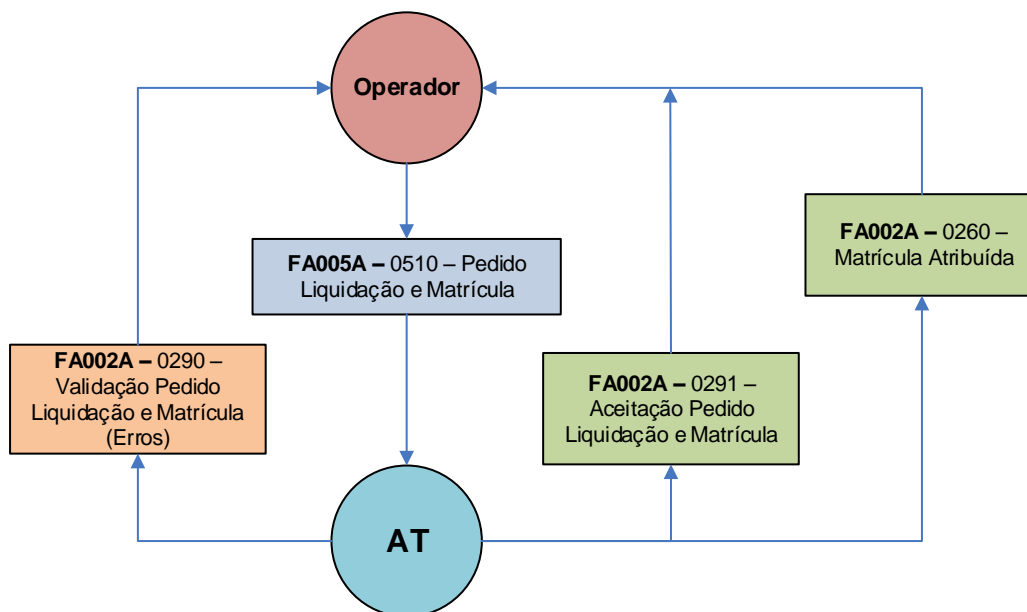 Operador
FA002A – 0260 –
Matrícula Atribuída
FA005A – 0510 – Pedido
Liquidação e Matrícula
FA002A – 0290 –
Validação Pedido
Liquidação e Matrícula
(Erros)
FA002A – 0291 –
Aceitação Pedido
Liquidação e Matrícula
AT